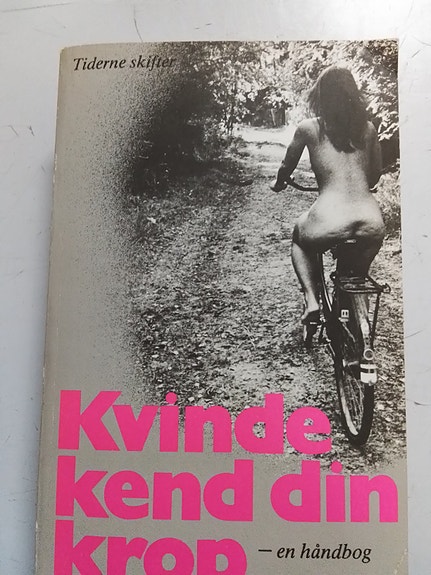 Tiderne skifter
Kvinde
kend din
krop
– en håndbog